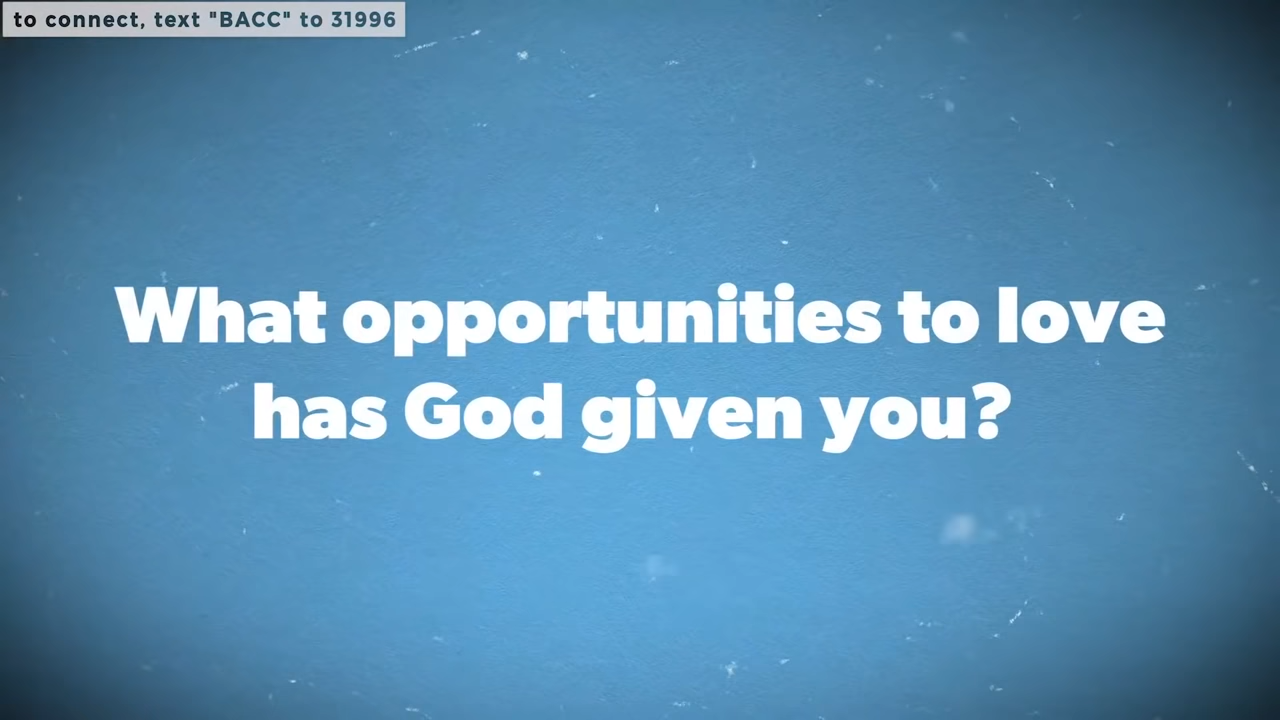 to connect, text "BACC" to 31996
What opportunities to love
has God given you?